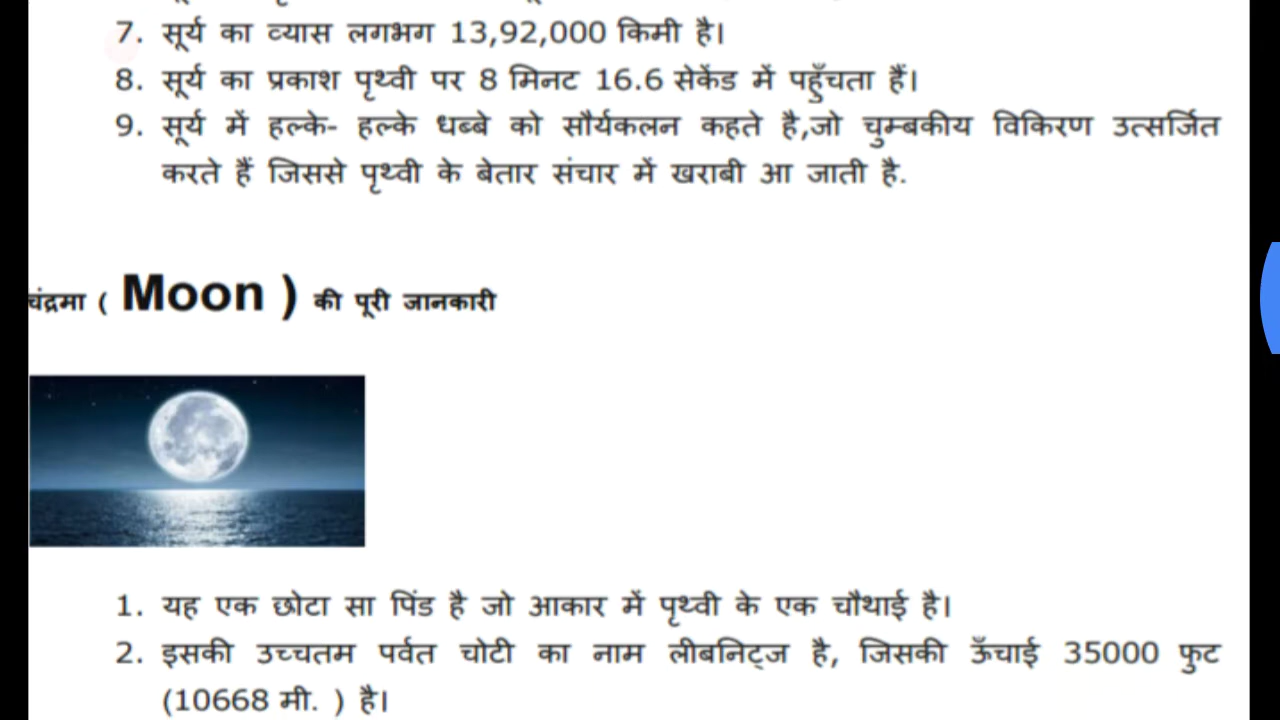 7. सूर्य का व्यास लगभग 13,92,000 किमी है।
8. सूर्य का प्रकाश पृथ्वी पर 8 मिनट 16.6 सेकेंड में पहुँचता हैं।
9. सूर्य में हल्के- हल्के धब्बे को सौर्यकलन कहते है,जो चुम्बकीय विकिरण उत्सर्जित
करते हैं जिससे पृथ्वी के बेतार संचार में खराबी आ जाती है.
चंद्रमा ( Moon ) की पूरी जानकारी
1. यह एक छोटा सा पिंड है जो आकार में पृथ्वी के एक चौथाई है।
2. इसकी उच्चतम पर्वत चोटी का नाम लीबनिट्ज है, जिसकी ऊँचाई 35000 फुट
(10668 मी. ) है।